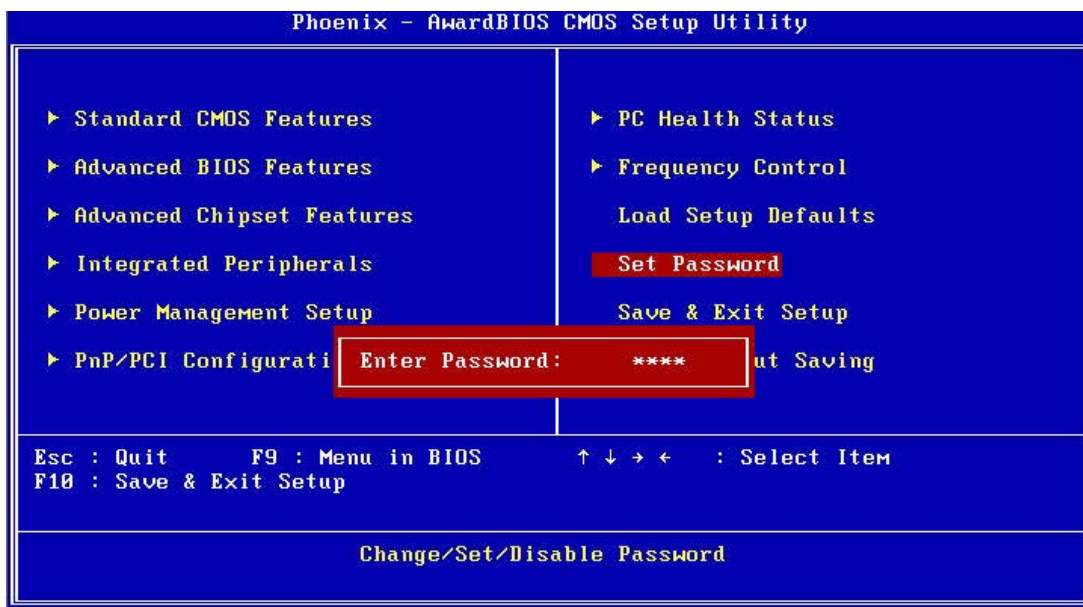 Phoenix - AwardBIOS CMOS Setup Utility
▶ Standard CMOS Features
▶ Advanced BIOS Features
▶ Advanced Chipset Features
▶ Integrated Peripherals
▶ Power Management Setup
▶ PnP/PCI Configurati
▶ PC Health Status
▶ Frequency Control
Load Setup Defaults
Set Password
Save & Exit Setup
ut Saving
Enter Password: ****
Esc : Quit F9 : Menu in BIOS ↑ ↓ → ← : Select Item
F10 : Save & Exit Setup
Change/Set/Disable Password